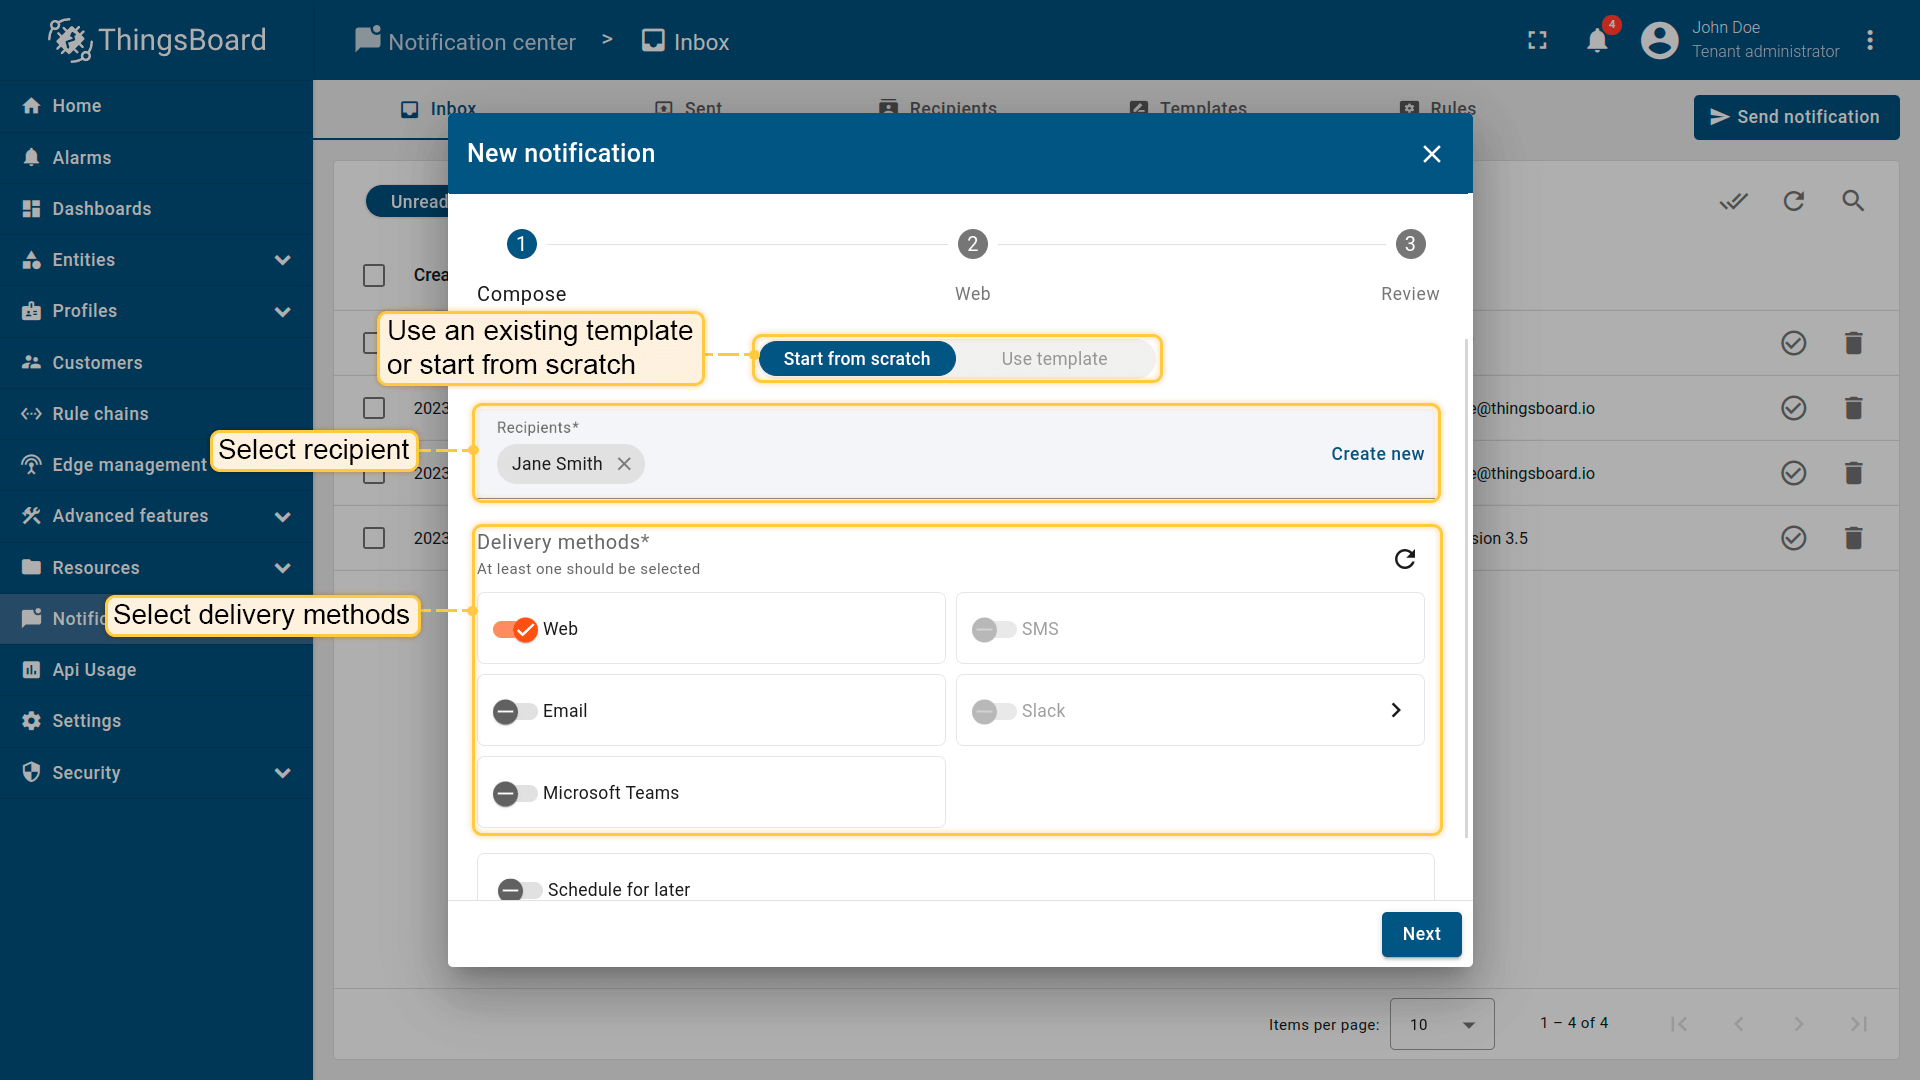 ThingsBoard
Notification center > Inbox
4
John Doe
Tenant administrator
Home
Alarms
Dashboards
Entities
Profiles
Customers
Rule chains
Edge management
Advanced features
Resources
Api Usage
Settings
Security
Inbox
Sent
Recipients
Templates
Rules
Send notification
Unread
New notification
1
2
3
Compose
Web
Review
Use an existing template
or start from scratch
Start from scratch
Use template
Select recipient
Recipients*
Jane Smith
Create new
Select delivery methods
Delivery methods*
At least one should be selected
Web
SMS
Email
Slack
Microsoft Teams
Schedule for later
Next
2023
e@thingsboard.io
2023
e@thingsboard.io
2023
sion 3.5
Items per page:
10
1 – 4 of 4